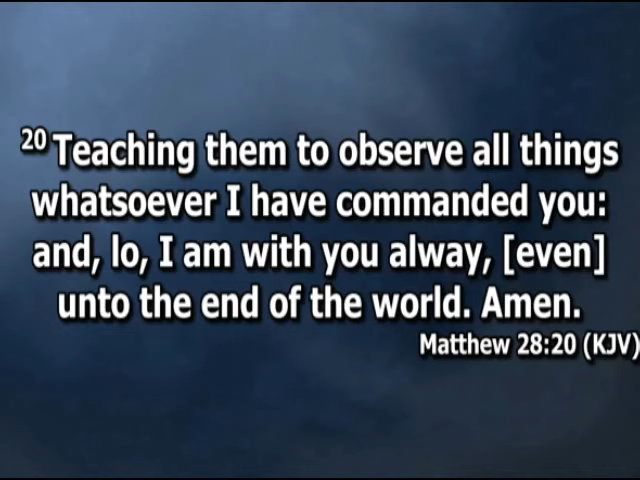 20 Teaching them to observe all things
whatsoever I have commanded you:
and, lo, I am with you alway, [even]
unto the end of the world. Amen.
Matthew 28:20 (KJV)